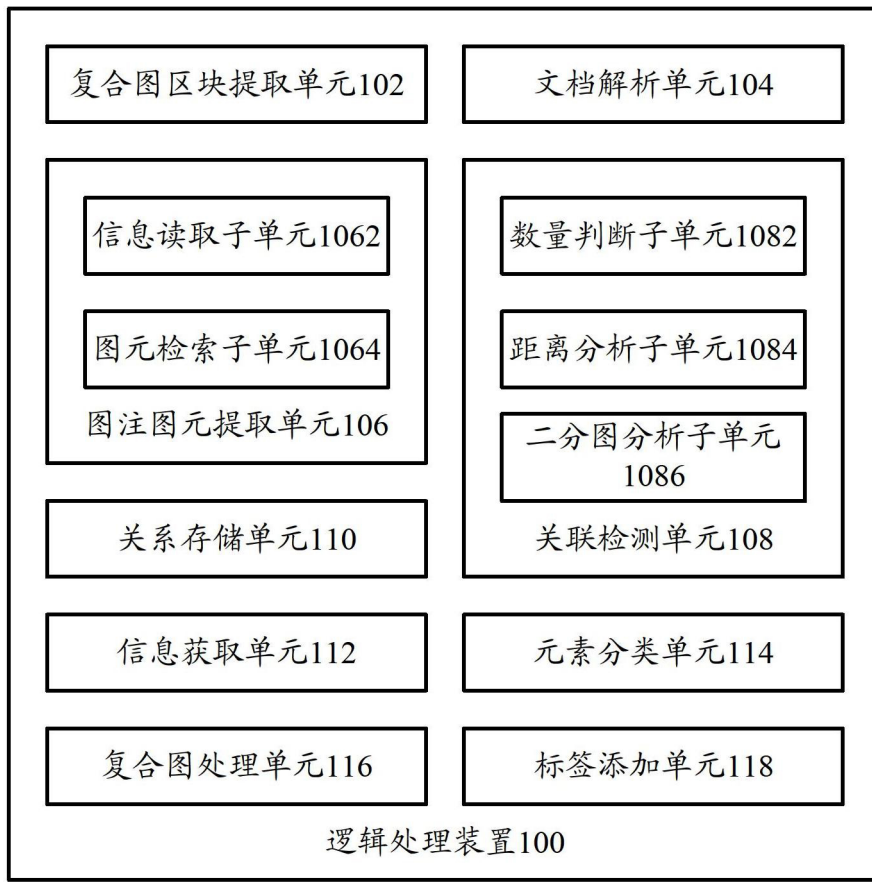 复合图区块提取单元102
文档解析单元104
信息读取子单元1062
图元检索子单元1064
图注图元提取单元106
数量判断子单元1082
距离分析子单元1084
二分图分析子单元
1086
关联检测单元108
关系存储单元110
信息获取单元112
元素分类单元114
复合图处理单元116
标签添加单元118
逻辑处理装置100